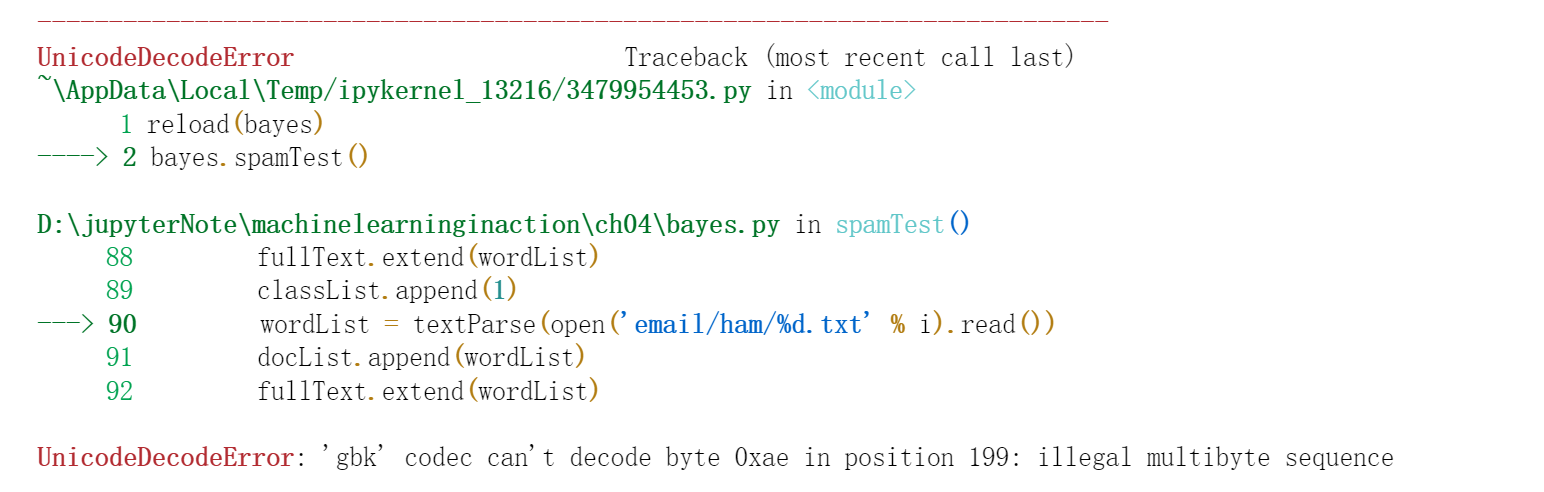 ---------------------------------------------------------------------------
UnicodeDecodeError                        Traceback (most recent call last)
~\AppData\Local\Temp/ipykernel_13216/3479954453.py in <module>
      1 reload(bayes)
----> 2 bayes.spamTest()
D:\jupyterNote\machinelearninginaction\ch04\bayes.py in spamTest()
     88         fullText.extend(wordList)
     89         classList.append(1)
---> 90         wordList = textParse(open('email/ham/%d.txt' % i).read())
     91         docList.append(wordList)
     92         fullText.extend(wordList)
UnicodeDecodeError: 'gbk' codec can't decode byte 0xae in position 199: illegal multibyte sequence